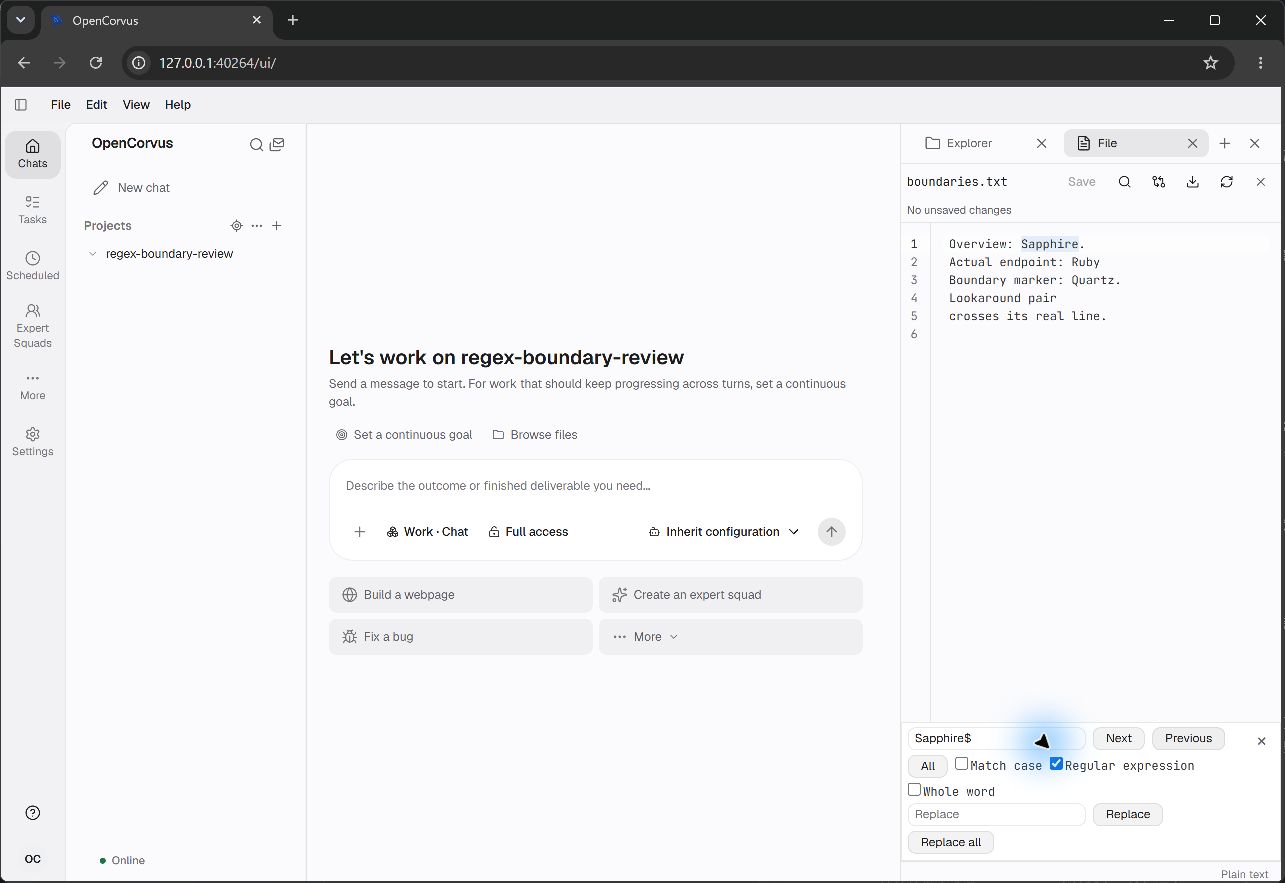 OpenCorvus
127.0.0.1:40264/ui/
File Edit View Help
Chats
Tasks
Scheduled
Expert
Squads
More
Settings
OC
OpenCorvus
New chat
Projects
regex-boundary-review
Online
Let's work on regex-boundary-review
Send a message to start. For work that should keep progressing across turns, set a continuous
goal.
Set a continuous goal Browse files
Describe the outcome or finished deliverable you need...
Work · Chat Full access Inherit configuration
Build a webpage Create an expert squad
Fix a bug More
Explorer File
boundaries.txt Save
No unsaved changes
1 Overview: Sapphire.
2 Actual endpoint: Ruby
3 Boundary marker: Quartz.
4 Lookaround pair
5 crosses its real line.
6
Sapphire$ Next Previous
All Match case Regular expression
Whole word
Replace Replace
Replace all
Plain text